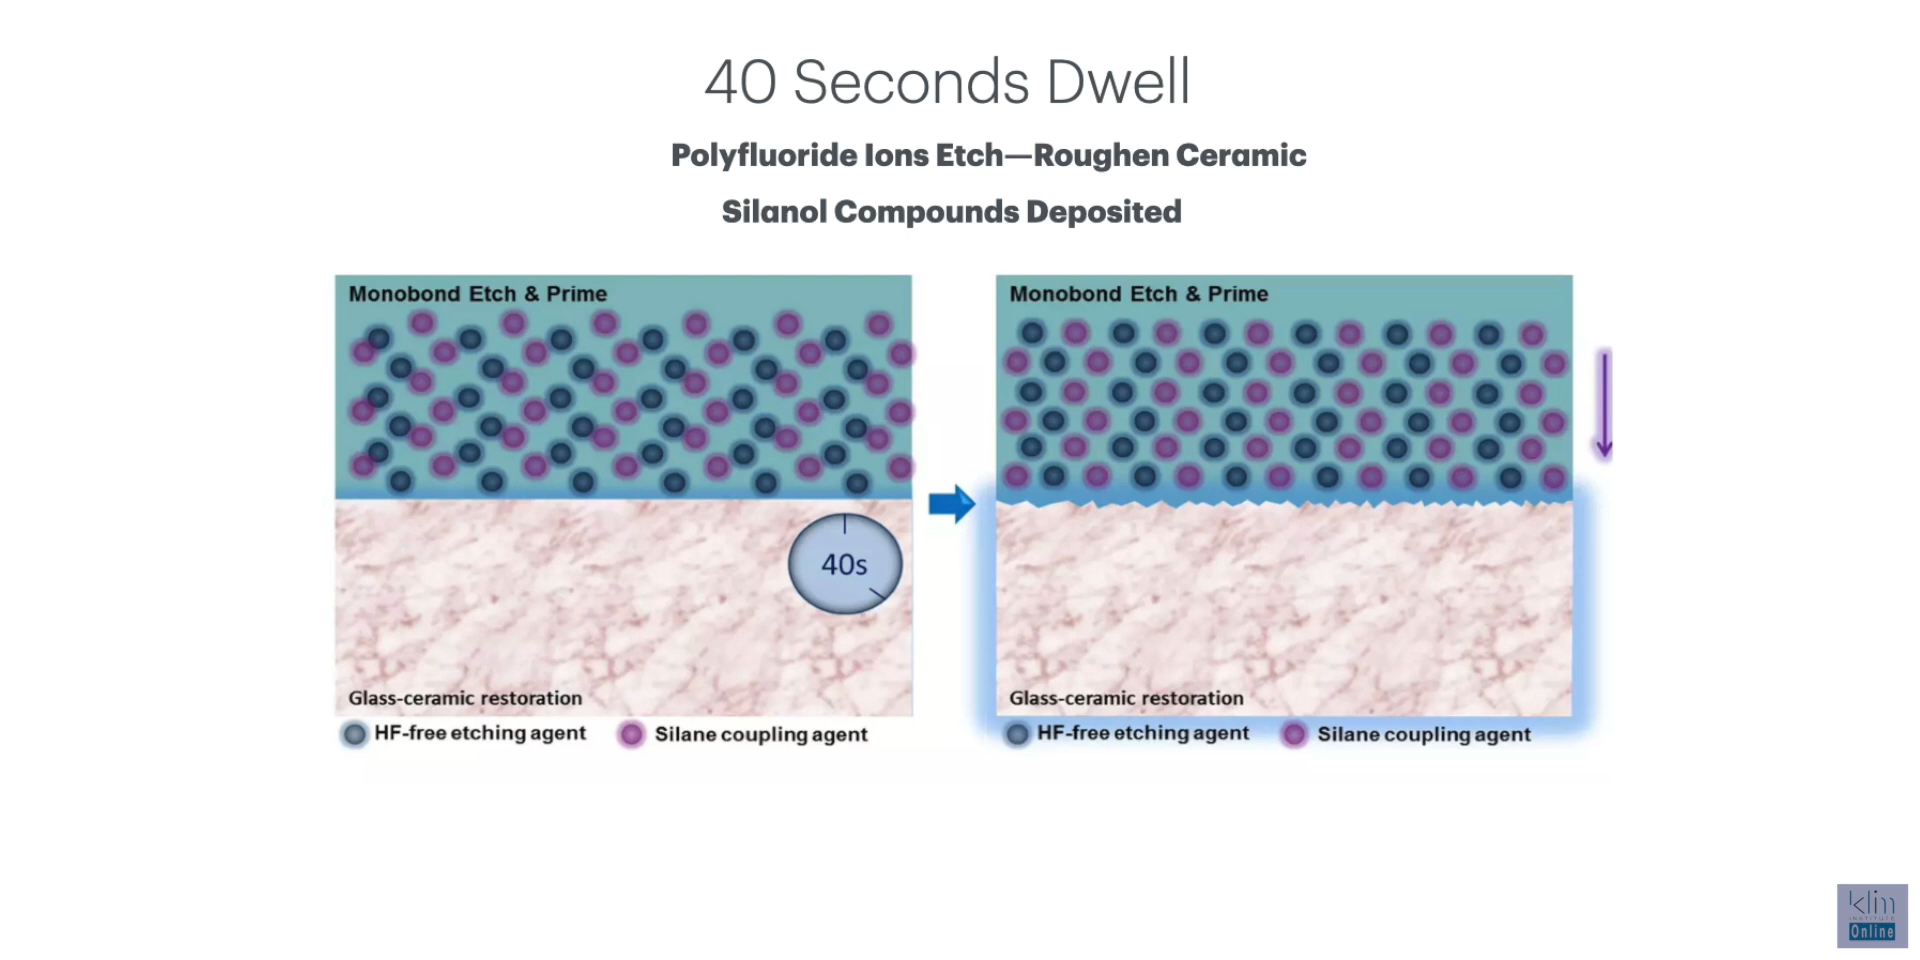 40 Seconds Dwell
Polyfluoride Ions Etch—Roughen Ceramic
Silanol Compounds Deposited
Monobond Etch & Prime
40s
Glass-ceramic restoration
HF-free etching agent
Silane coupling agent
Monobond Etch & Prime
Glass-ceramic restoration
HF-free etching agent
Silane coupling agent
klim
INSTITUTE
Online